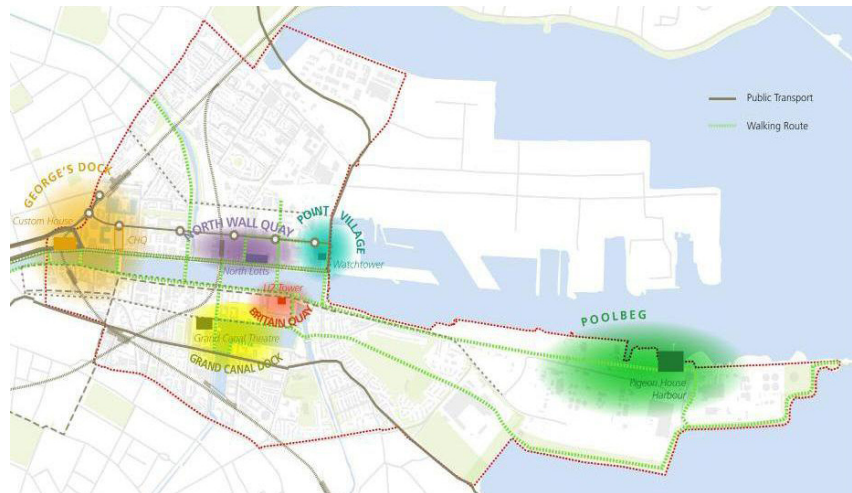 Public Transport
Walking Route
GEORGE'S DOCK
Custom House
CHQ
NORTH WALL QUAY
North Lotts
POINT VILLAGE
Watchtower
U2 Tower
BRITAIN QUAY
Grand Canal Theatre
GRAND CANAL DOCK
POOLBEG
Pigeon House
Harbour